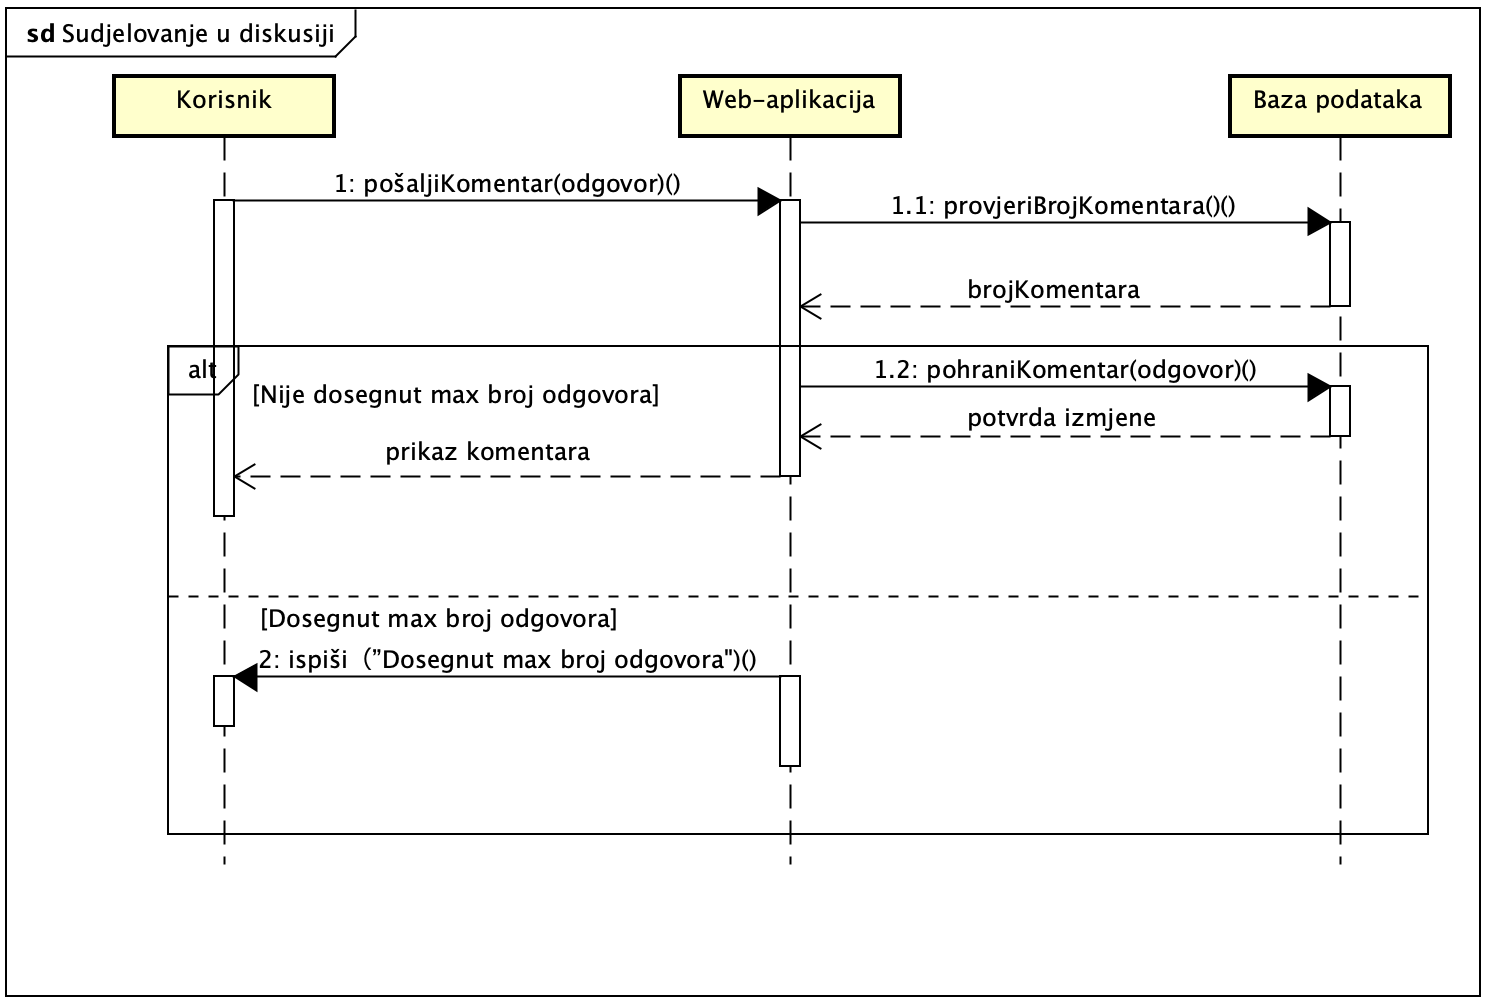 sd Sudjelovanje u diskusiji
Korisnik
Web-aplikacija
Baza podataka
1: pošaljiKomentar(odgovor)()
1.1: provjeriBrojKomentara()()
brojKomentara
alt
1.2: pohraniKomentar(odgovor)()
[Nije dosegnut max broj odgovora]
potvrda izmjene
prikaz komentara
[Dosegnut max broj odgovora]
2: ispiši（”Dosegnut max broj odgovora")()